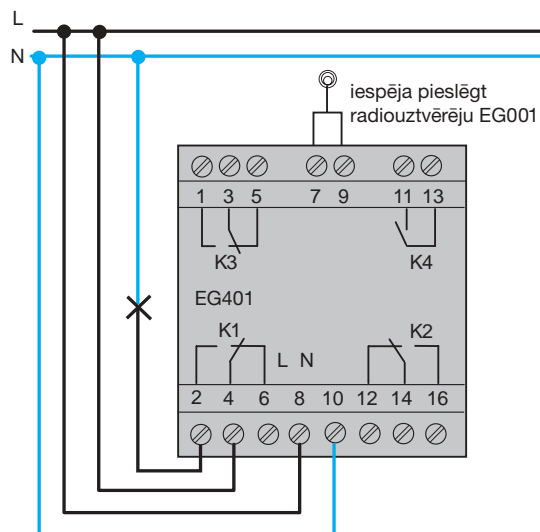 L
N
iespēja pieslēgt
radiouztvērēju EG001
1 3 5 7 9 11 13
K3 K4
EG401
K1 K2
L N
2 4 6 8 10 12 14 16